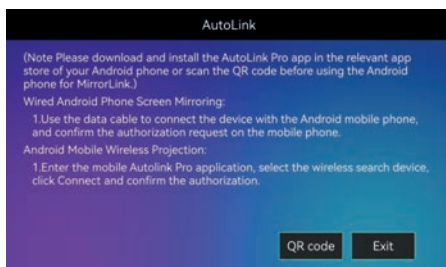 AutoLink
(Note Please download and install the AutoLink Pro app in the relevant app
store of your Android phone or scan the QR code before using the Android
phone for MirrorLink.)
Wired Android Phone Screen Mirroring:
1.Use the data cable to connect the device with the Android mobile phone,
and confirm the authorization request on the mobile phone.
Android Mobile Wireless Projection:
1.Enter the mobile Autolink Pro application, select the wireless search device,
click Connect and confirm the authorization.
QR code
Exit